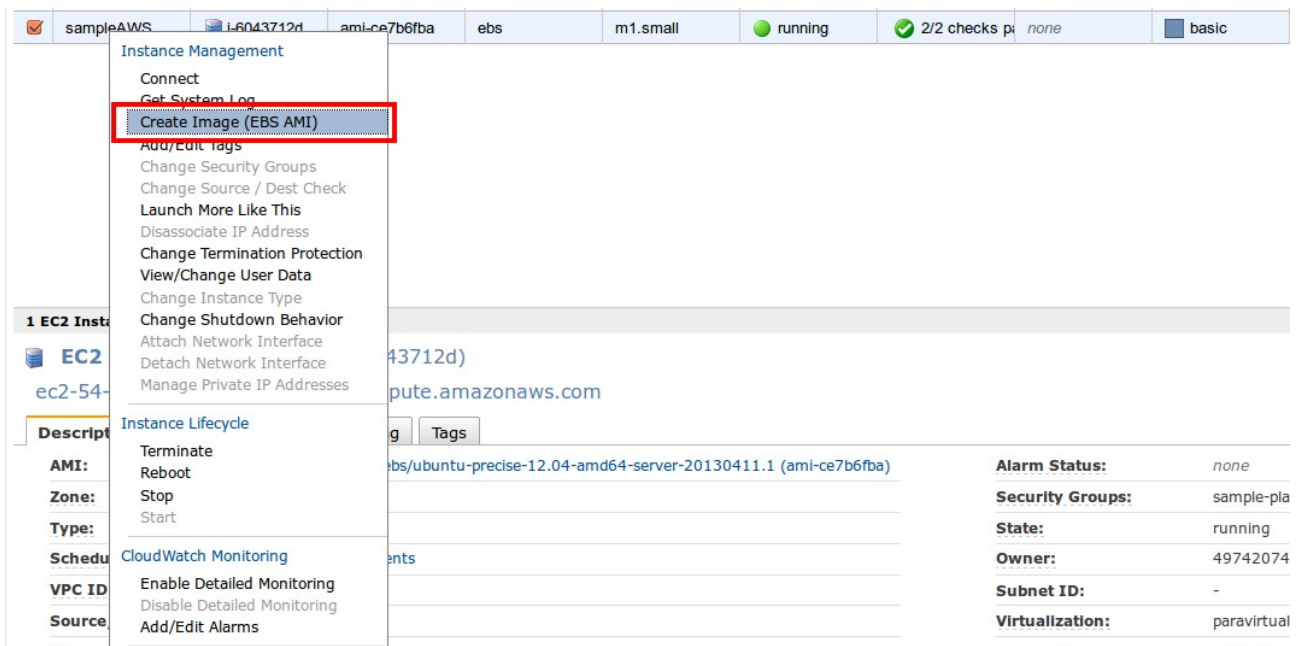 sampleAWS i-6043712d ami-ce7b6fba ebs m1.small running 2/2 checks pa none basic
Instance Management
Connect
Get System Log
Create Image (EBS AMI)
Add/Edit Tags
Change Security Groups
Change Source / Dest Check
Launch More Like This
Disassociate IP Address
Change Termination Protection
View/Change User Data
Change Instance Type
Change Shutdown Behavior
Attach Network Interface
Detach Network Interface
Manage Private IP Addresses
Instance Lifecycle
Terminate
Reboot
Stop
Start
CloudWatch Monitoring
Enable Detailed Monitoring
Disable Detailed Monitoring
Add/Edit Alarms
1 EC2 Insta
EC2 43712d)
ec2-54- pute.amazonaws.com
Descript g Tags
AMI: ebs/ubuntu-precise-12.04-amd64-server-20130411.1 (ami-ce7b6fba) Alarm Status: none
Zone: Security Groups: sample-pla
Type: State: running
Schedu ents Owner: 49742074
VPC ID Subnet ID: -
Source, Virtualization: paravirtual